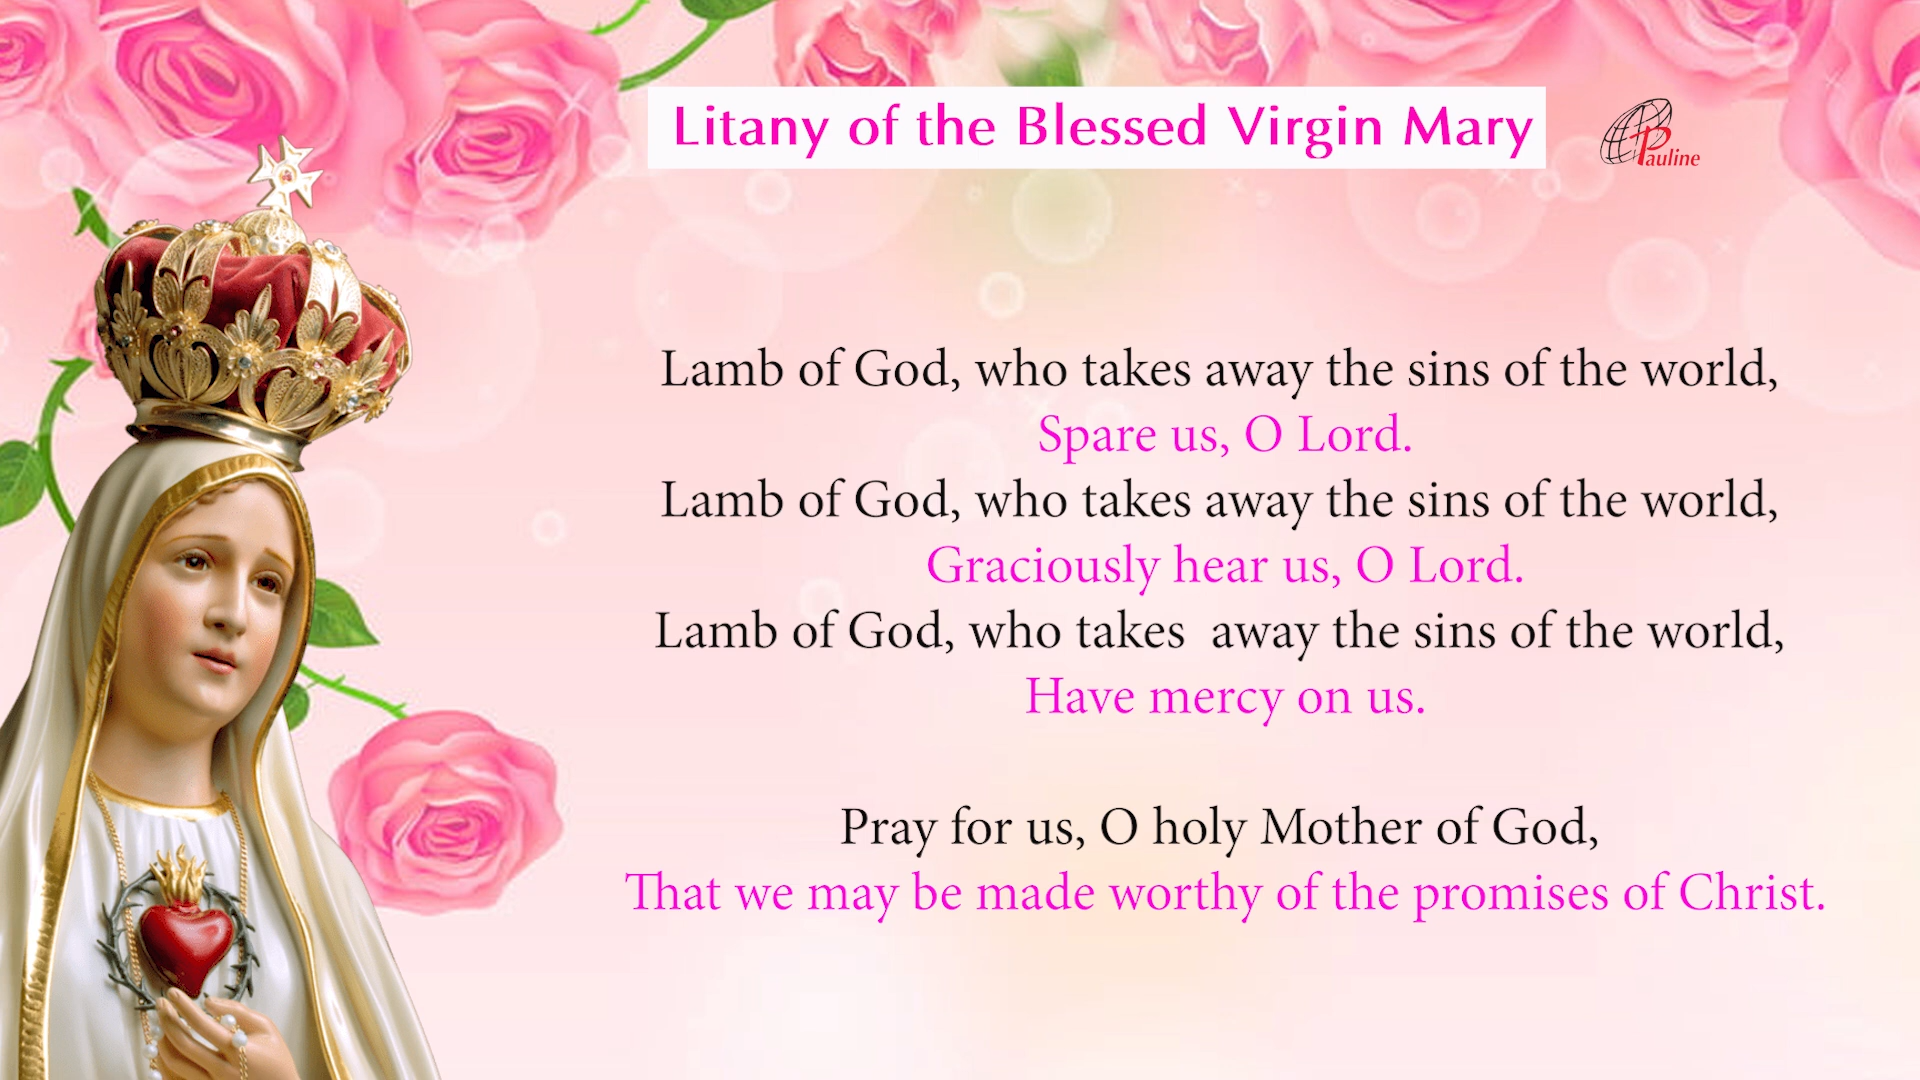 Litany of the Blessed Virgin Mary
Pauline
Lamb of God, who takes away the sins of the world,
Spare us, O Lord.
Lamb of God, who takes away the sins of the world,
Graciously hear us, O Lord.
Lamb of God, who takes  away the sins of the world,
Have mercy on us.
Pray for us, O holy Mother of God,
That we may be made worthy of the promises of Christ.